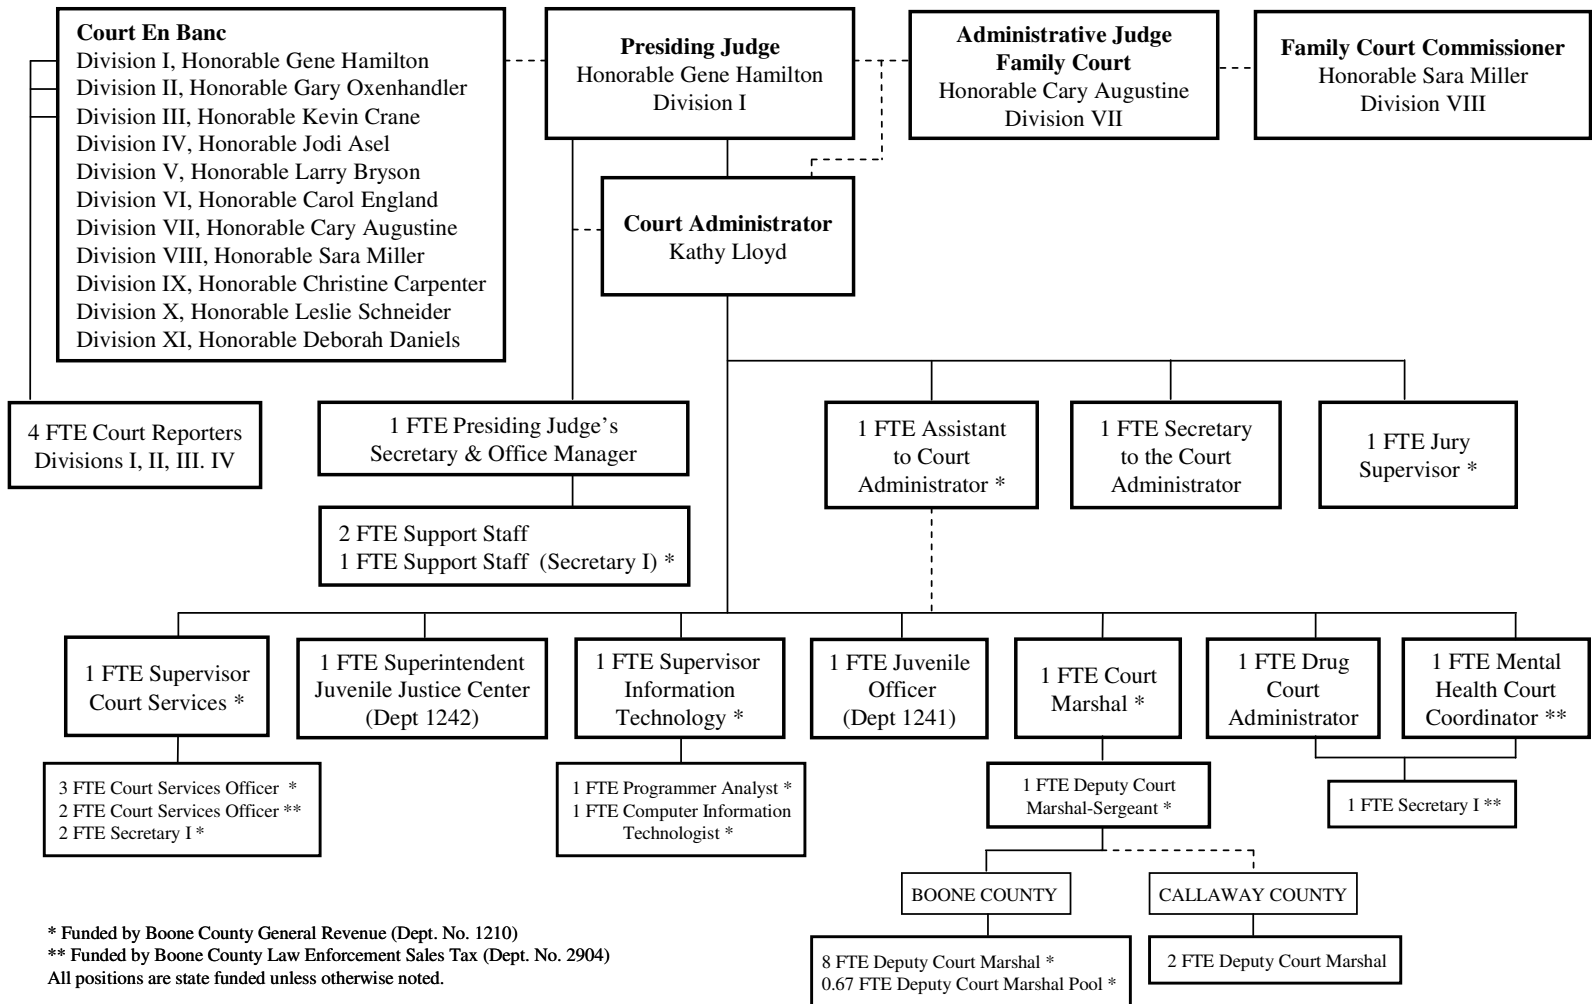 Court En Banc
Division I, Honorable Gene Hamilton
Division II, Honorable Gary Oxenhandler
Division III, Honorable Kevin Crane
Division IV, Honorable Jodi Asel
Division V, Honorable Larry Bryson
Division VI, Honorable Carol England
Division VII, Honorable Cary Augustine
Division VIII, Honorable Sara Miller
Division IX, Honorable Christine Carpenter
Division X, Honorable Leslie Schneider
Division XI, Honorable Deborah Daniels
Presiding Judge
Honorable Gene Hamilton
Division I
Administrative Judge
Family Court
Honorable Cary Augustine
Division VII
Family Court Commissioner
Honorable Sara Miller
Division VIII
Court Administrator
Kathy Lloyd
4 FTE Court Reporters
Divisions I, II, III. IV
1 FTE Presiding Judge’s
Secretary & Office Manager
2 FTE Support Staff
1 FTE Support Staff (Secretary I) *
1 FTE Assistant
to Court
Administrator *
1 FTE Secretary
to the Court
Administrator
1 FTE Jury
Supervisor *
1 FTE Supervisor
Court Services *
1 FTE Superintendent
Juvenile Justice Center
(Dept 1242)
1 FTE Supervisor
Information
Technology *
1 FTE Juvenile
Officer
(Dept 1241)
1 FTE Court
Marshal *
1 FTE Drug
Court
Administrator
1 FTE Mental
Health Court
Coordinator **
3 FTE Court Services Officer *
2 FTE Court Services Officer **
2 FTE Secretary I *
1 FTE Programmer Analyst *
1 FTE Computer Information
Technologist *
1 FTE Deputy Court
Marshal-Sergeant *
1 FTE Secretary I **
BOONE COUNTY
CALLAWAY COUNTY
8 FTE Deputy Court Marshal *
0.67 FTE Deputy Court Marshal Pool *
2 FTE Deputy Court Marshal
* Funded by Boone County General Revenue (Dept. No. 1210)
** Funded by Boone County Law Enforcement Sales Tax (Dept. No. 2904)
All positions are state funded unless otherwise noted.